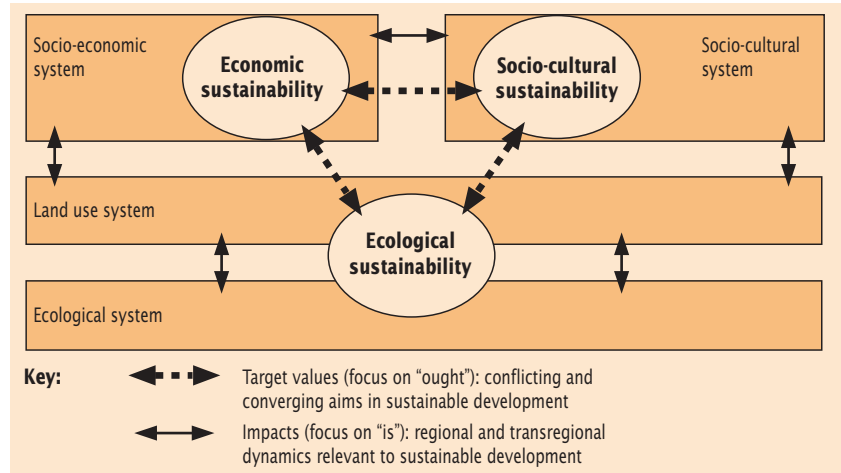 Socio-economic
system
Economic
sustainability
Socio-cultural
sustainability
Socio-cultural
system
Land use system
Ecological
sustainability
Ecological system
Key:
Target values (focus on “ought”): conflicting and
converging aims in sustainable development
Impacts (focus on “is”): regional and transregional
dynamics relevant to sustainable development